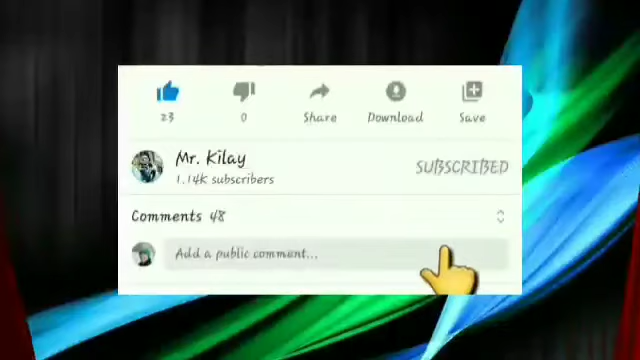 23 0 Share Download Save
Mr. Kilay
SUBSCRIBED
1.14K subscribers
Comments 48
Add a public comment...